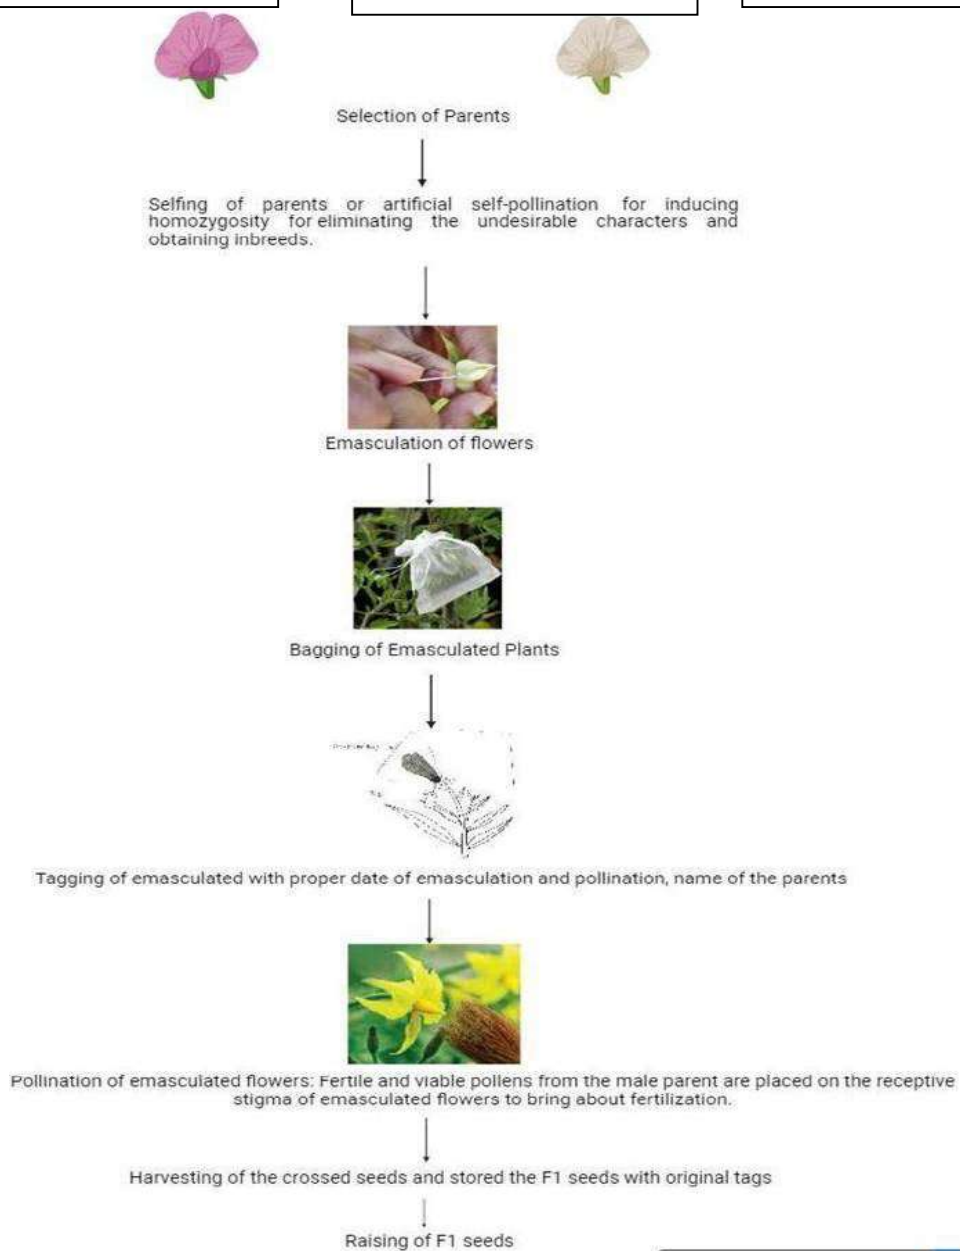 Selection of Parents
Selfing of parents or artificial self-pollination for inducing
homozygosity for eliminating the undesirable characters and
obtaining inbreeds.
Emasculation of flowers
Bagging of Emasculated Plants
Tagging of emasculated with proper date of emasculation and pollination, name of the parents
Pollination of emasculated flowers: Fertile and viable pollens from the male parent are placed on the receptive
stigma of emasculated flowers to bring about fertilization.
Harvesting of the crossed seeds and stored the F1 seeds with original tags
Raising of F1 seeds